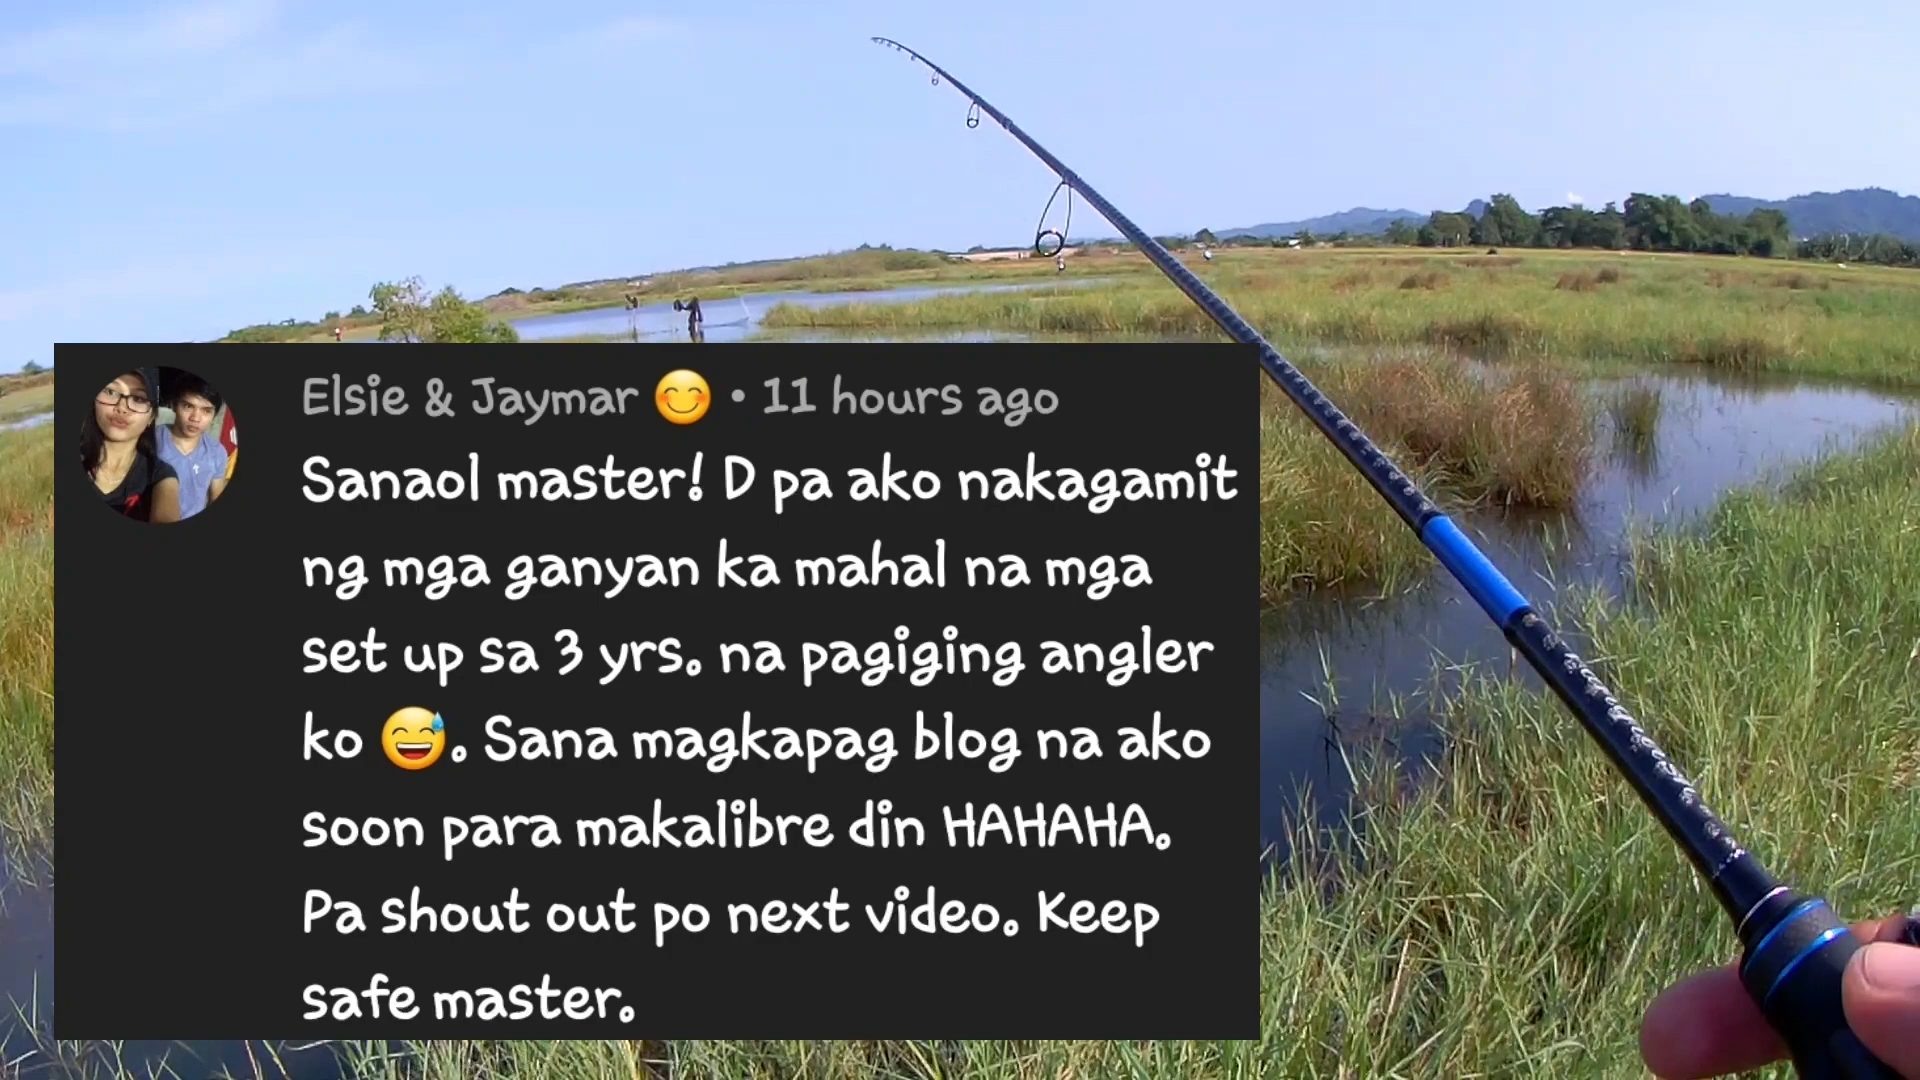 Elsie & Jaymar 😊 • 11 hours ago
Sanaol master! D pa ako nakagamit
ng mga ganyan ka mahal na mga
set up sa 3 yrs. na pagiging angler
ko 😅. Sana magkapag blog na ako
soon para makalibre din HAHAHA.
Pa shout out po next video. Keep
safe master.